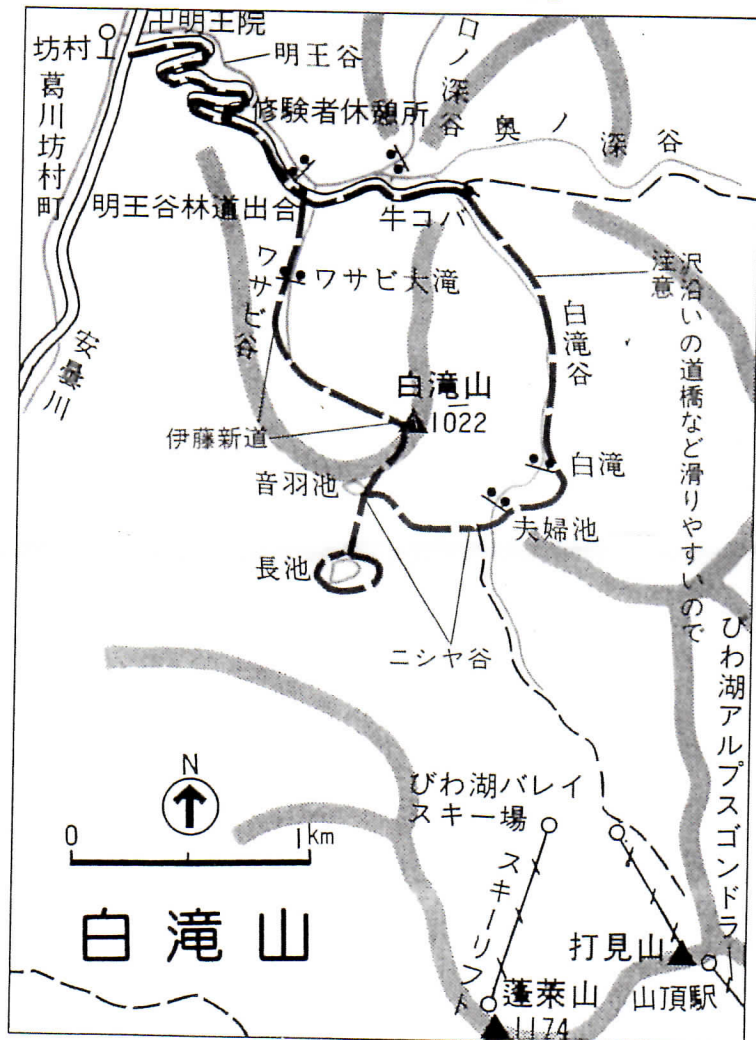 卍明王院
坊村
明王谷
口ノ深谷
葛川坊村町
修験者休憩所
奥ノ深谷
明王谷林道出合
牛コバ
ワサビ大滝
ワサビ谷
沢沿いの道橋など滑りやすいので
注意
白滝谷
安曇川
白滝山
1022
伊藤新道
白滝
音羽池
夫婦池
長池
ニシヤ谷
びわ湖アルプスゴンドラ
N
びわ湖バレイ
スキー場
0 1km
スキーリフト
白滝山
打見山
蓬莱山
山頂駅
1174